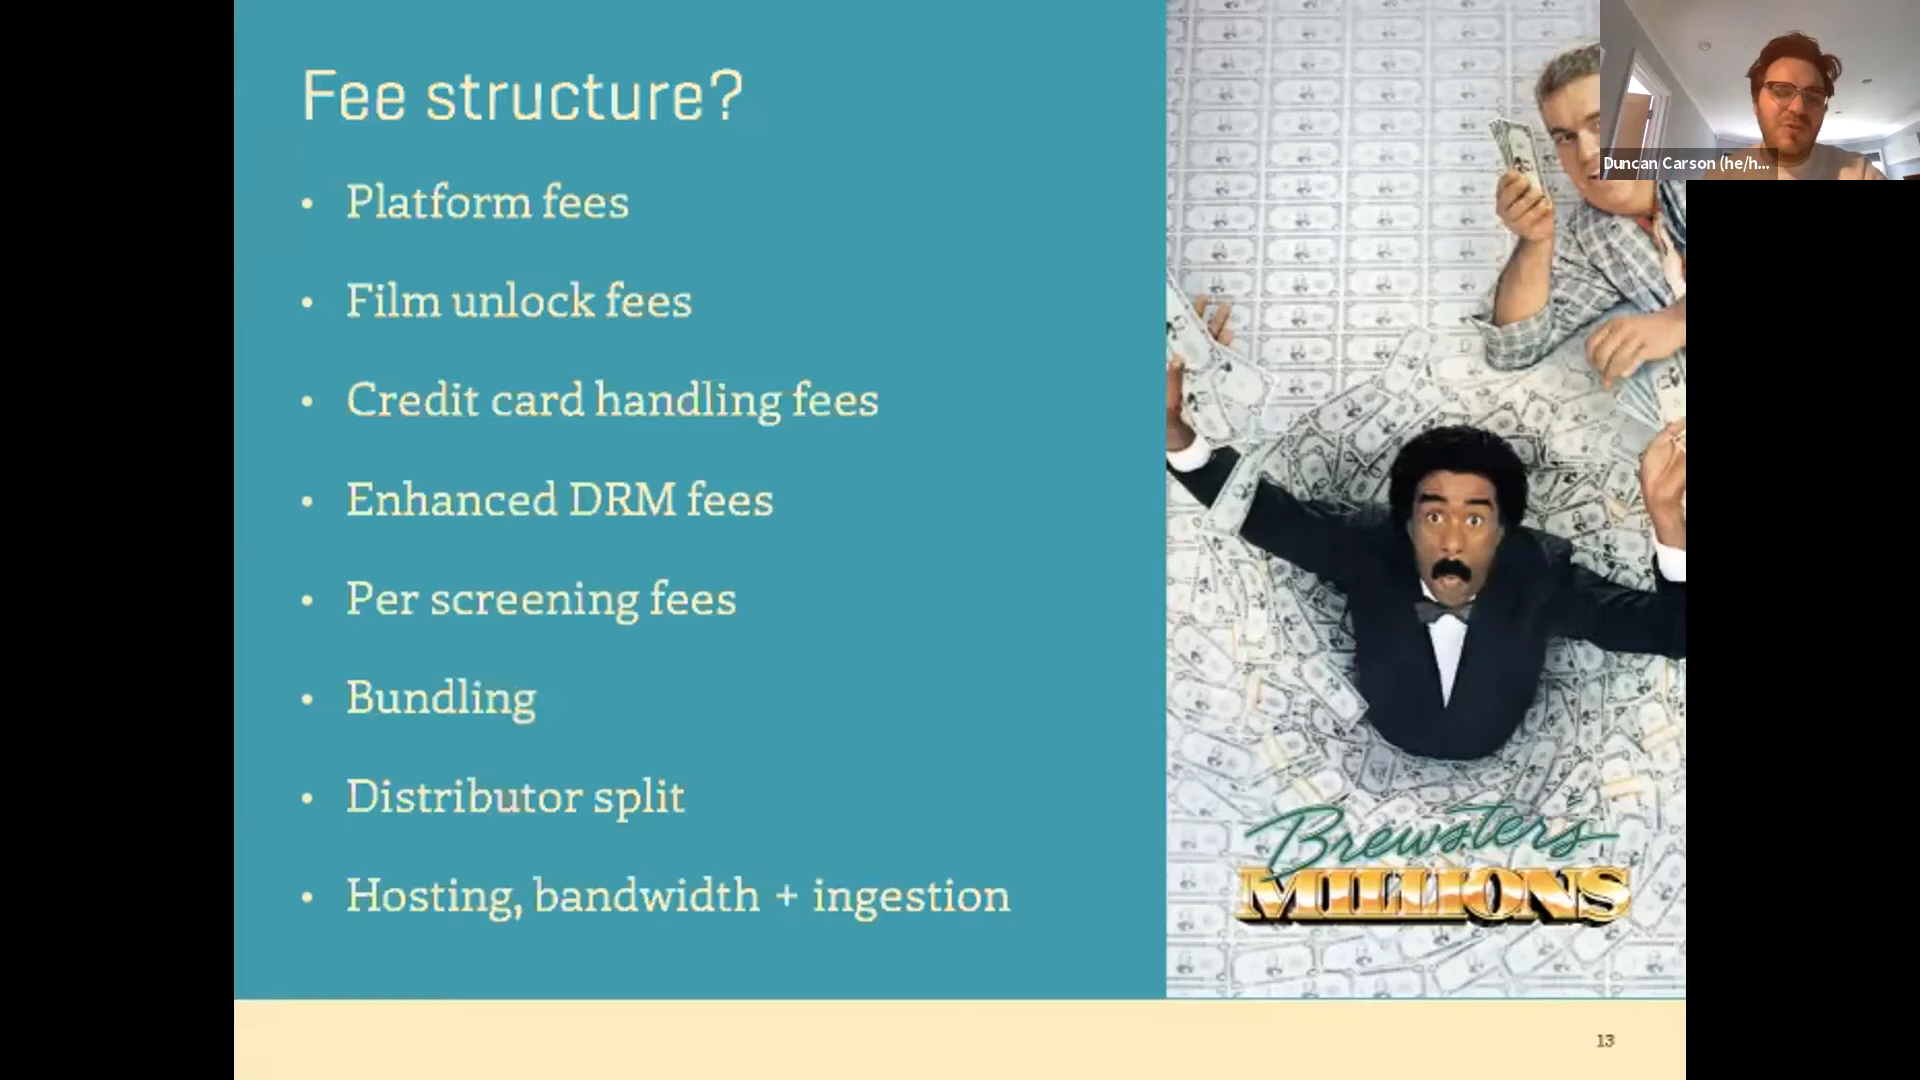 Fee structure?
• Platform fees
• Film unlock fees
• Credit card handling fees
• Enhanced DRM fees
• Per screening fees
• Bundling
• Distributor split
• Hosting, bandwidth + ingestion
Duncan Carson (he/h...
Brewster's
MILLIONS
13